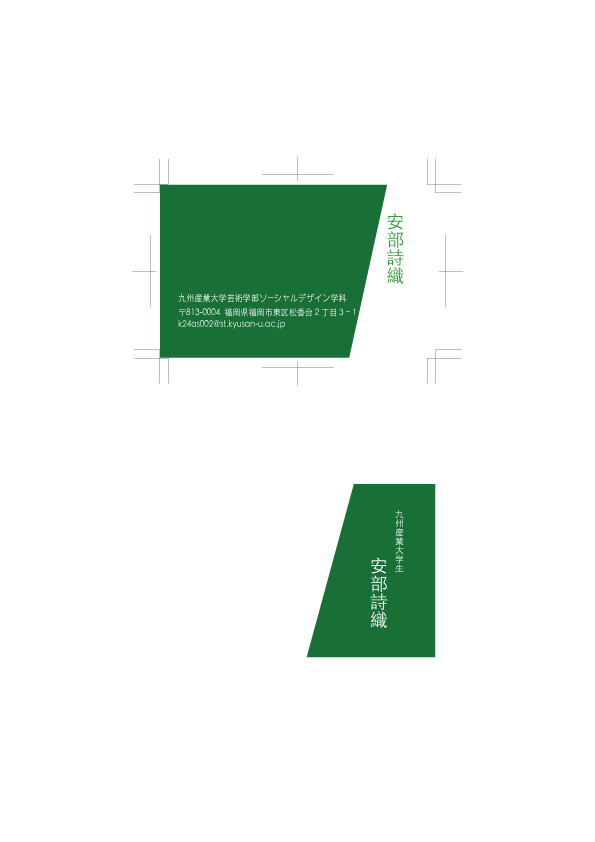 安部詩織
九州産業大学芸術学部ソーシャルデザイン学科
〒813-0004 福岡県福岡市東区松香台２丁目３−１
k24as002@st.kyusan-u.ac.jp
九州産業大学生
安部詩織